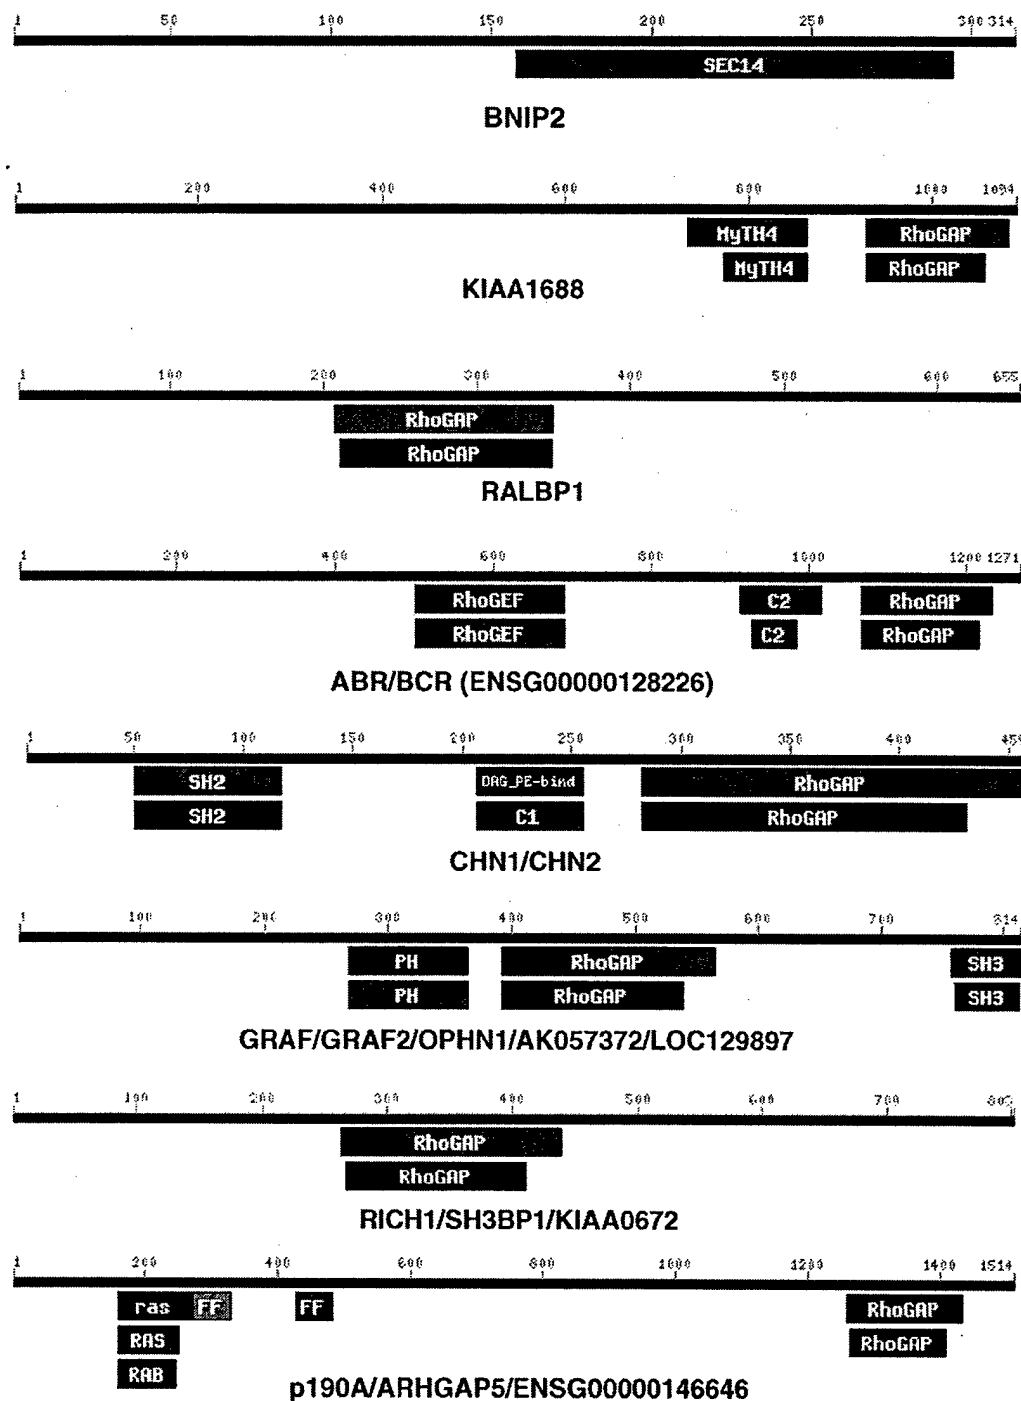 1 50 100 150 200 250 300 314
SEC14
BNIP2
1 200 400 600 800 1000 1094
MyTH4 RhoGAP
MyTH4 RhoGAP
KIAA1688
1 100 200 300 400 500 600 655
RhoGAP
RhoGAP
RALBP1
1 200 400 600 800 1000 1200 1271
RhoGEF C2 RhoGAP
RhoGEF C2 RhoGAP
ABR/BCR (ENSG00000128226)
1 50 100 150 200 250 300 350 400 459
SH2 DAG_PE-bind RhoGAP
SH2 C1 RhoGAP
CHN1/CHN2
1 100 200 300 400 500 600 700 814
PH RhoGAP SH3
PH RhoGAP SH3
GRAF/GRAF2/OPHN1/AK057372/LOC129897
1 100 200 300 400 500 600 700
RhoGAP
RhoGAP
RICH1/SH3BP1/KIAA0672
1 200 400 600 800 1000 1200 1400 1514
ras FF FF RhoGAP
RAS RhoGAP
RAB
p190A/ARHGAP5/ENSG00000146646